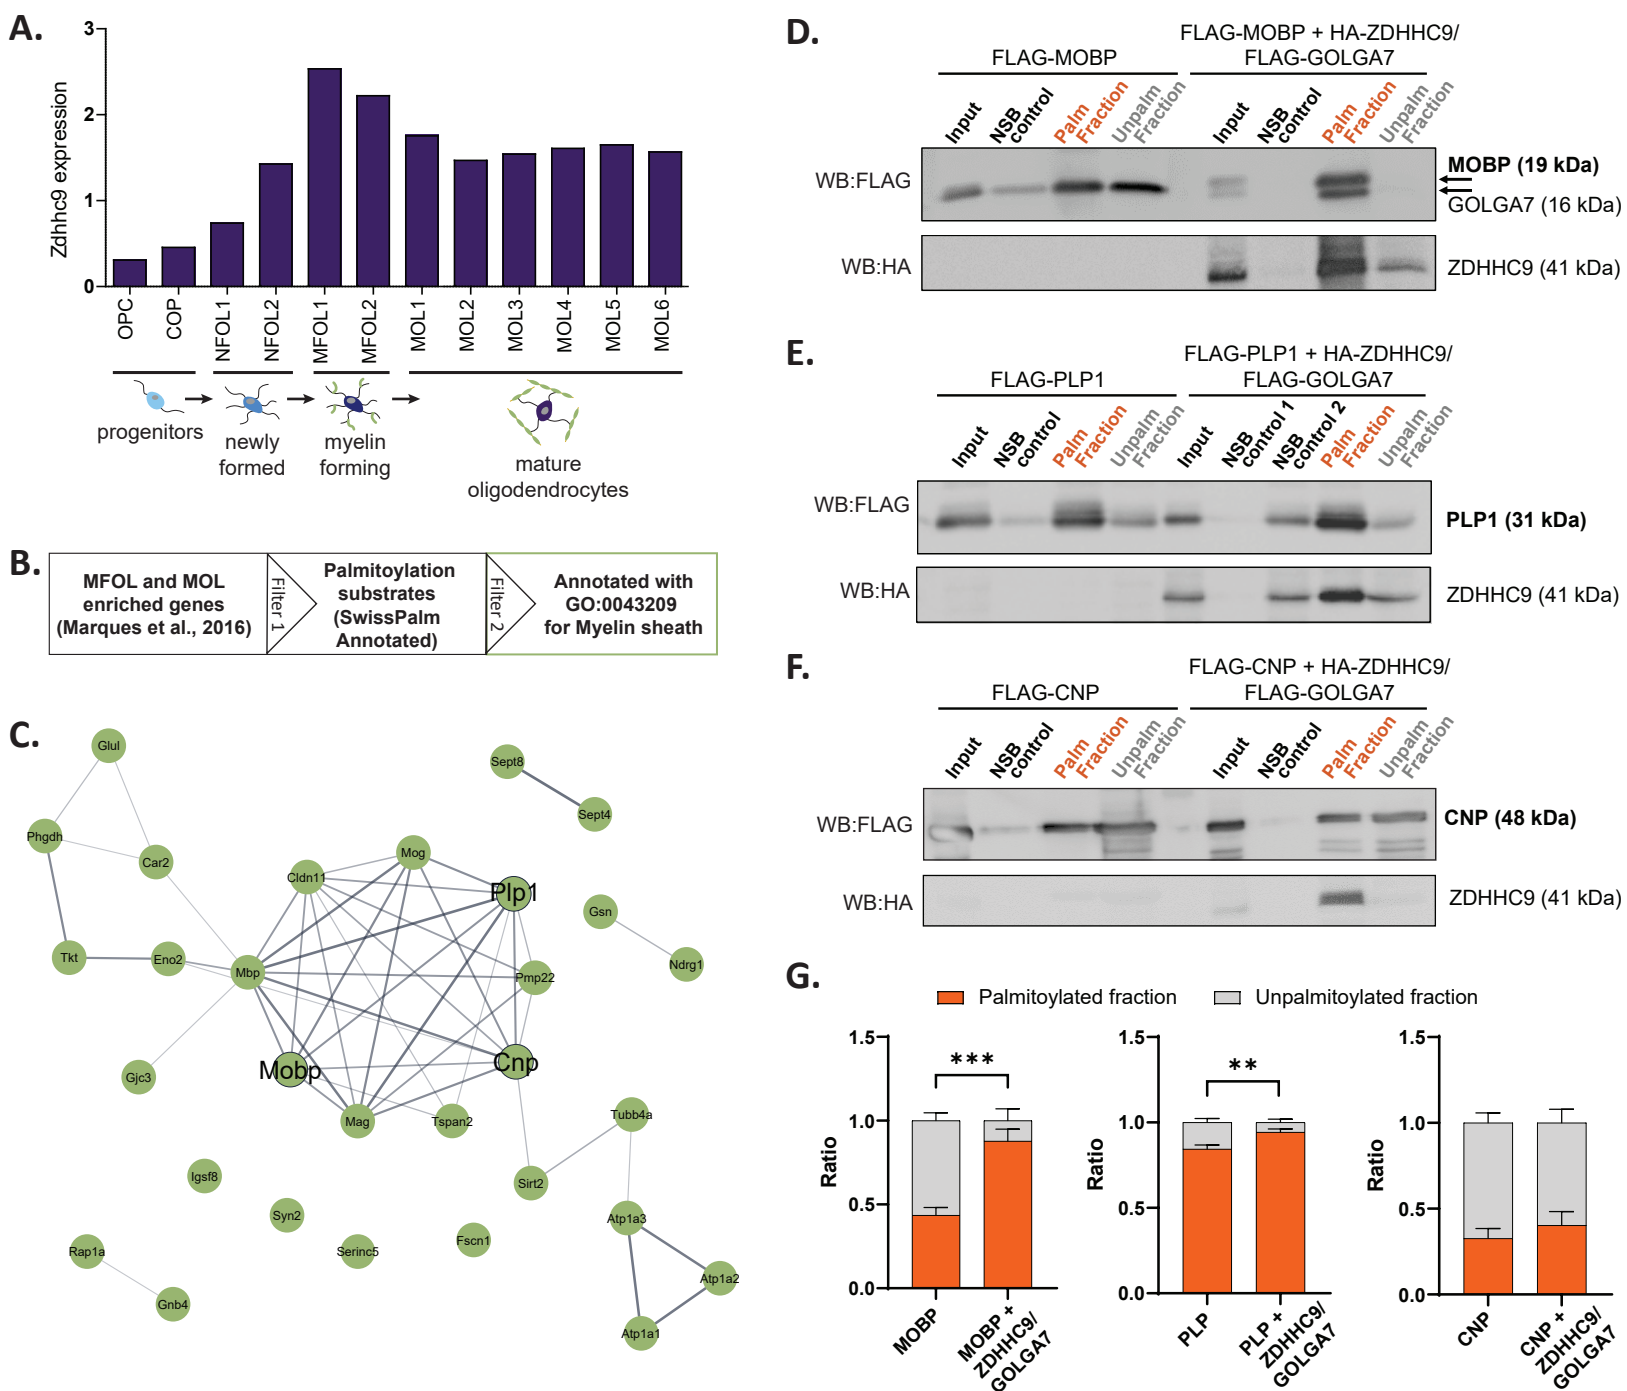 A.
3
2
1
0
Zdhhc9 expression
OPC
COP
NFOL1
NFOL2
MFOL1
MFOL2
MOL1
MOL2
MOL3
MOL4
MOL5
MOL6
progenitors
newly
formed
myelin
forming
mature
oligodendrocytes
B.
MFOL and MOL
enriched genes
(Marques et al., 2016)
Filter 1
Palmitoylation
substrates
(SwissPalm
Annotated)
Filter 2
Annotated with
GO:0043209
for Myelin sheath
C.
Glul
Phgdh
Car2
Tkt
Eno2
Mbp
Gjc3
Cldn11
Mog
Plp1
Pmp22
Cnp
Mobp
Mag
Tspan2
Sept8
Sept4
Gsn
Ndrg1
Tubb4a
Sirt2
Atp1a3
Atp1a2
Atp1a1
Igsf8
Syn2
Serinc5
Fscn1
Rap1a
Gnb4
D.
FLAG-MOBP
FLAG-MOBP + HA-ZDHHC9/
FLAG-GOLGA7
Input
NSB
control
Palm
Fraction
Unpalm
Fraction
Input
NSB
control
Palm
Fraction
Unpalm
Fraction
WB:FLAG
MOBP (19 kDa)
GOLGA7 (16 kDa)
WB:HA
ZDHHC9 (41 kDa)
E.
FLAG-PLP1
FLAG-PLP1 + HA-ZDHHC9/
FLAG-GOLGA7
Input
NSB
control
Palm
Fraction
Unpalm
Fraction
Input
NSB
control 1
NSB
control 2
Palm
Fraction
Unpalm
Fraction
WB:FLAG
PLP1 (31 kDa)
WB:HA
ZDHHC9 (41 kDa)
F.
FLAG-CNP
FLAG-CNP + HA-ZDHHC9/
FLAG-GOLGA7
Input
NSB
control
Palm
Fraction
Unpalm
Fraction
Input
NSB
control
Palm
Fraction
Unpalm
Fraction
WB:FLAG
CNP (48 kDa)
WB:HA
ZDHHC9 (41 kDa)
G.
Palmitoylated fraction
Unpalmitoylated fraction
1.5
1.0
0.5
0.0
Ratio
***
MOBP
MOBP +
ZDHHC9/
GOLGA7
1.5
1.0
0.5
0.0
Ratio
**
PLP
PLP +
ZDHHC9/
GOLGA7
1.5
1.0
0.5
0.0
Ratio
CNP
CNP +
ZDHHC9/
GOLGA7